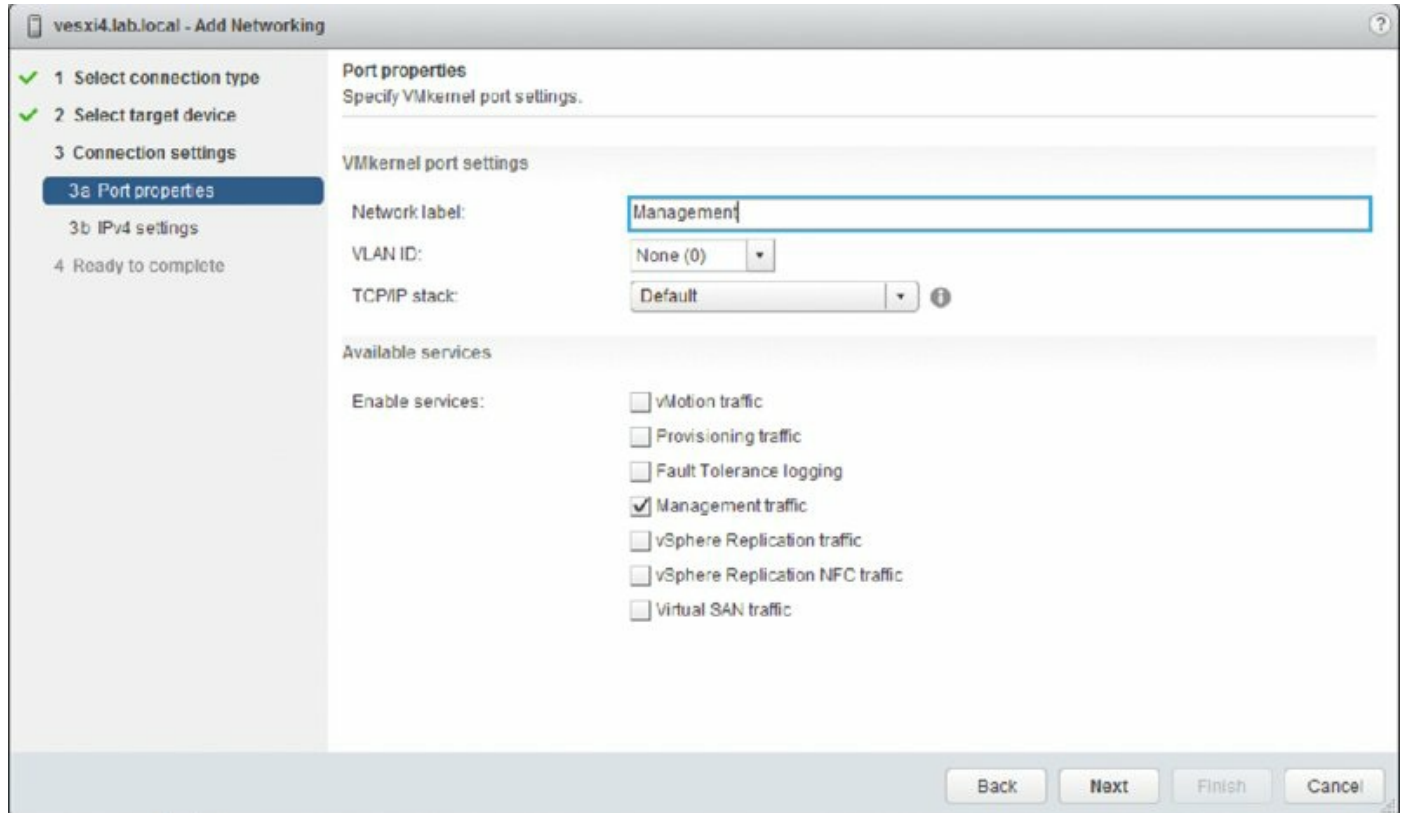 vesxi4.lab.local - Add Networking
?
1 Select connection type
2 Select target device
3 Connection settings
3a Port properties
3b IPv4 settings
4 Ready to complete
Port properties
Specify VMkernel port settings.
VMkernel port settings
Network label: Management
VLAN ID: None (0)
TCP/IP stack: Default
Available services
Enable services: vMotion traffic
Provisioning traffic
Fault Tolerance logging
Management traffic
vSphere Replication traffic
vSphere Replication NFC traffic
Virtual SAN traffic
Back Next Finish Cancel